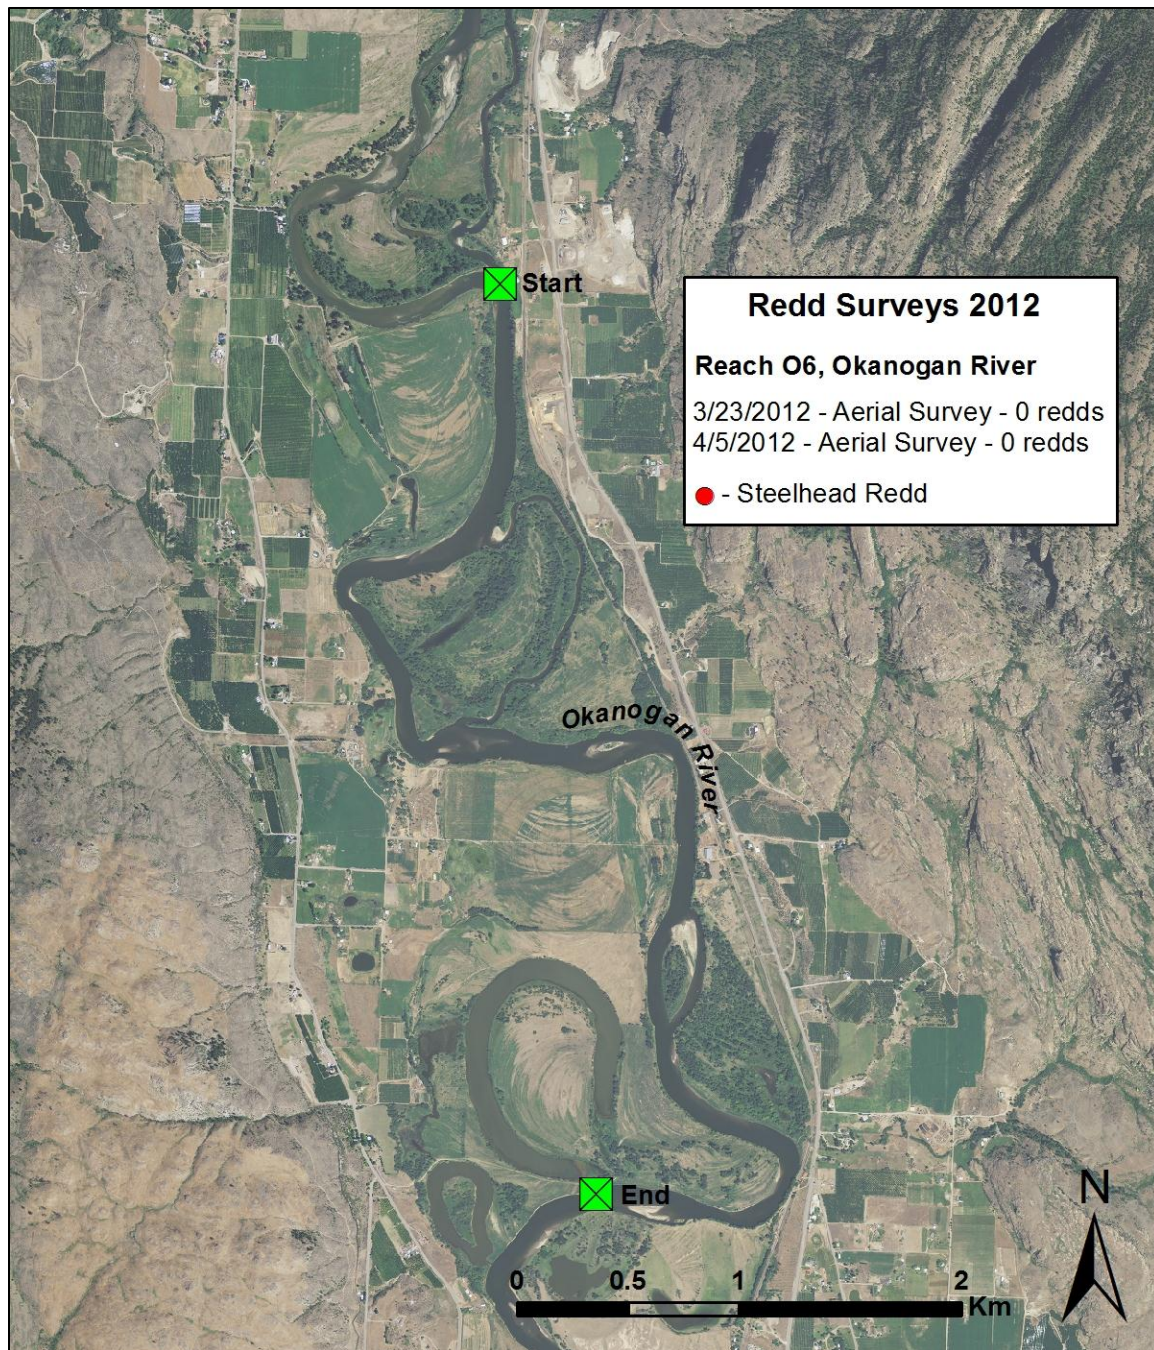 Start
Redd Surveys 2012
Reach O6, Okanogan River
3/23/2012 - Aerial Survey - 0 redds
4/5/2012 - Aerial Survey - 0 redds
- Steelhead Redd
Okanogan River
End
N
0 0.5 1 2
Km